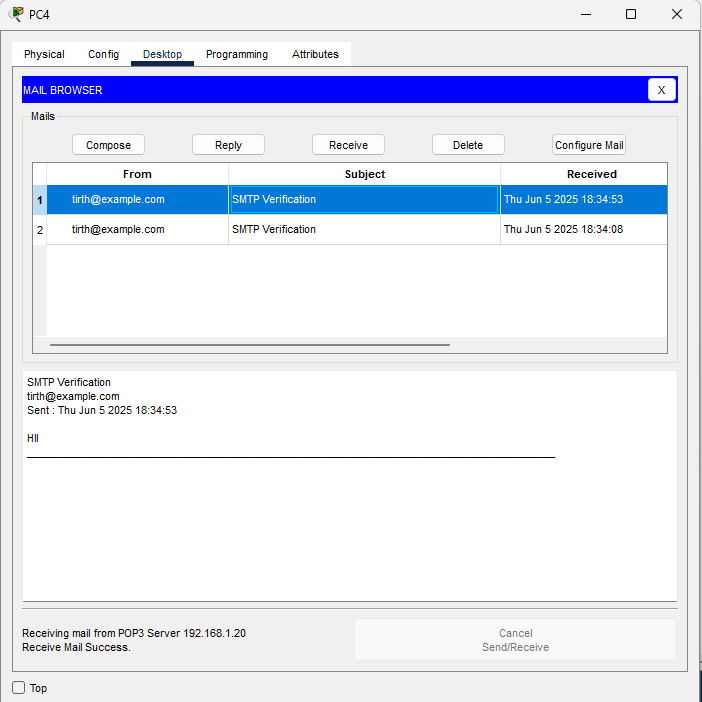 PC4
Physical Config Desktop Programming Attributes
MAIL BROWSER X
Mails
Compose Reply Receive Delete Configure Mail
From Subject Received
1 tirth@example.com SMTP Verification Thu Jun 5 2025 18:34:53
2 tirth@example.com SMTP Verification Thu Jun 5 2025 18:34:08
SMTP Verification
tirth@example.com
Sent : Thu Jun 5 2025 18:34:53
HII
Receiving mail from POP3 Server 192.168.1.20
Receive Mail Success.
Cancel
Send/Receive
Top